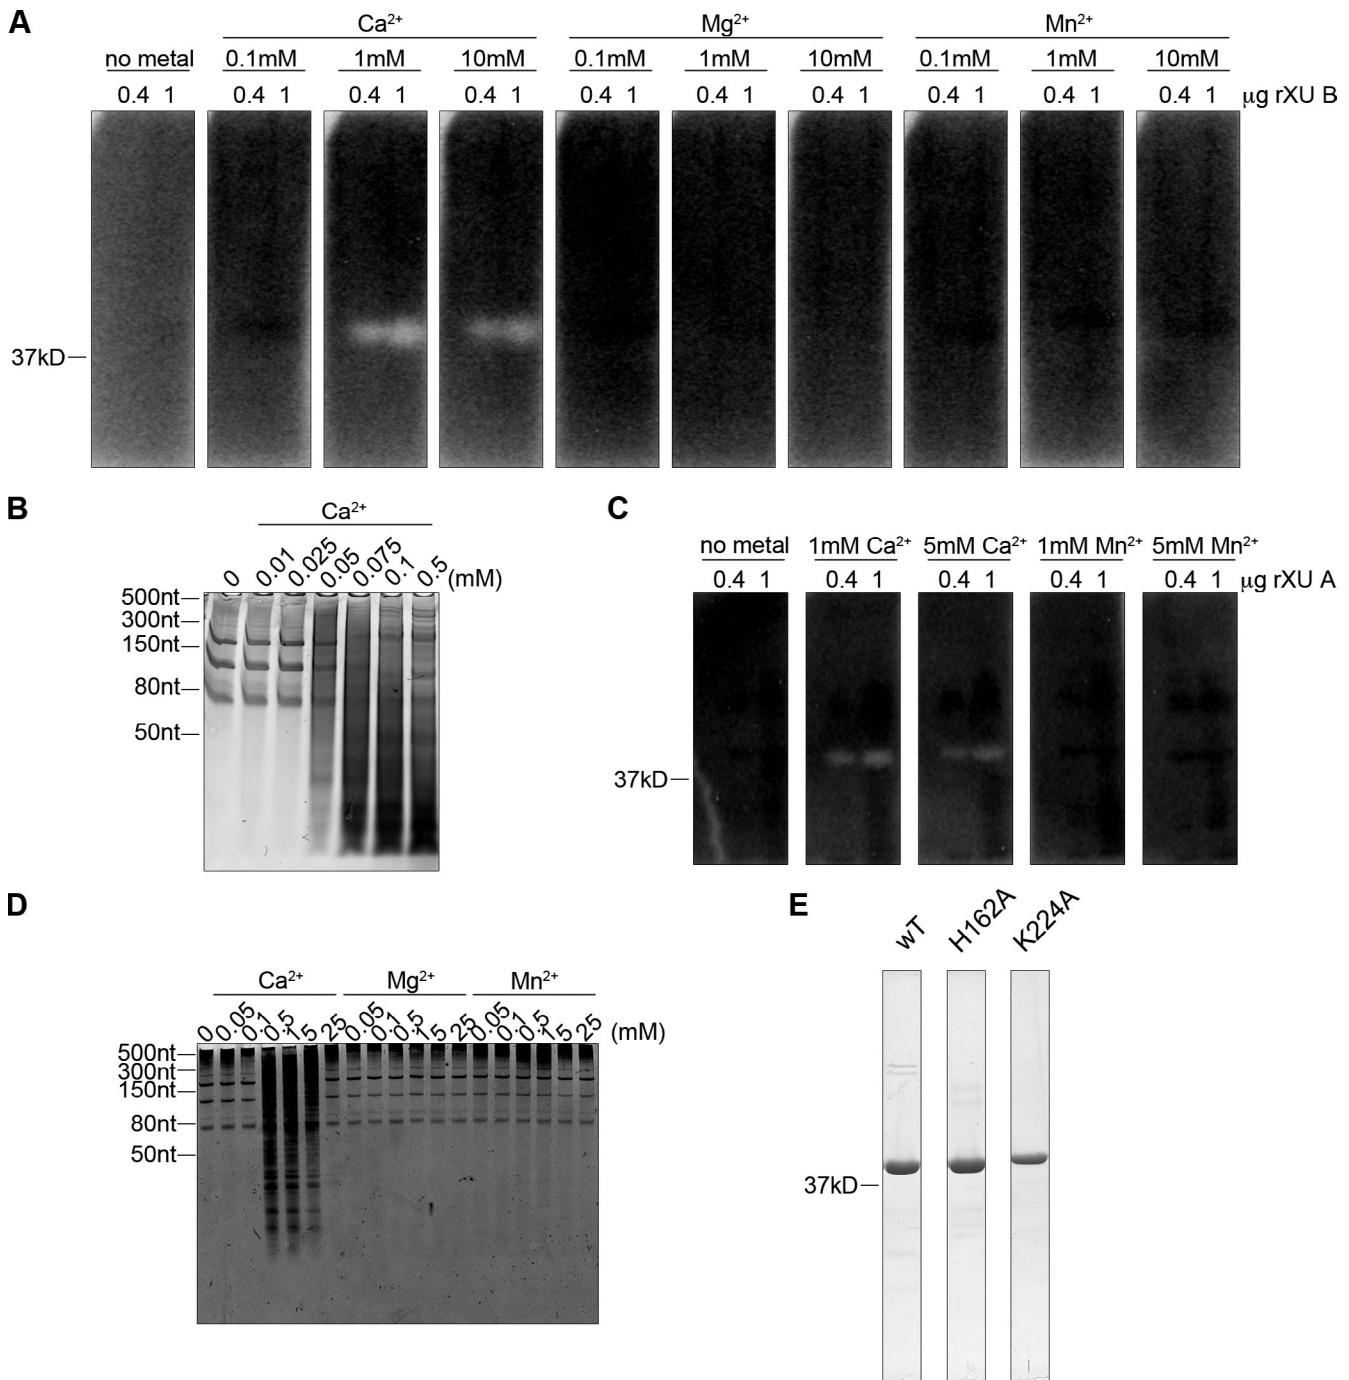 A
Ca²⁺ Mg²⁺ Mn²⁺
no metal 0.1mM 1mM 10mM 0.1mM 1mM 10mM 0.1mM 1mM 10mM
0.4 1 0.4 1 0.4 1 0.4 1 0.4 1 0.4 1 0.4 1 0.4 1 0.4 1 0.4 1 µg rXU B
37kD
B
Ca²⁺
0 0.01 0.025 0.05 0.075 0.1 0.5 (mM)
500nt
300nt
150nt
80nt
50nt
C
no metal 1mM Ca²⁺ 5mM Ca²⁺ 1mM Mn²⁺ 5mM Mn²⁺
0.4 1 0.4 1 0.4 1 0.4 1 0.4 1 µg rXU A
37kD
D
Ca²⁺ Mg²⁺ Mn²⁺
0 0.05 0.1 0.5 1 5 25 0.05 0.1 0.5 1 5 25 0.05 0.1 0.5 1 5 25 (mM)
500nt
300nt
150nt
80nt
50nt
E
wT H162A K224A
37kD